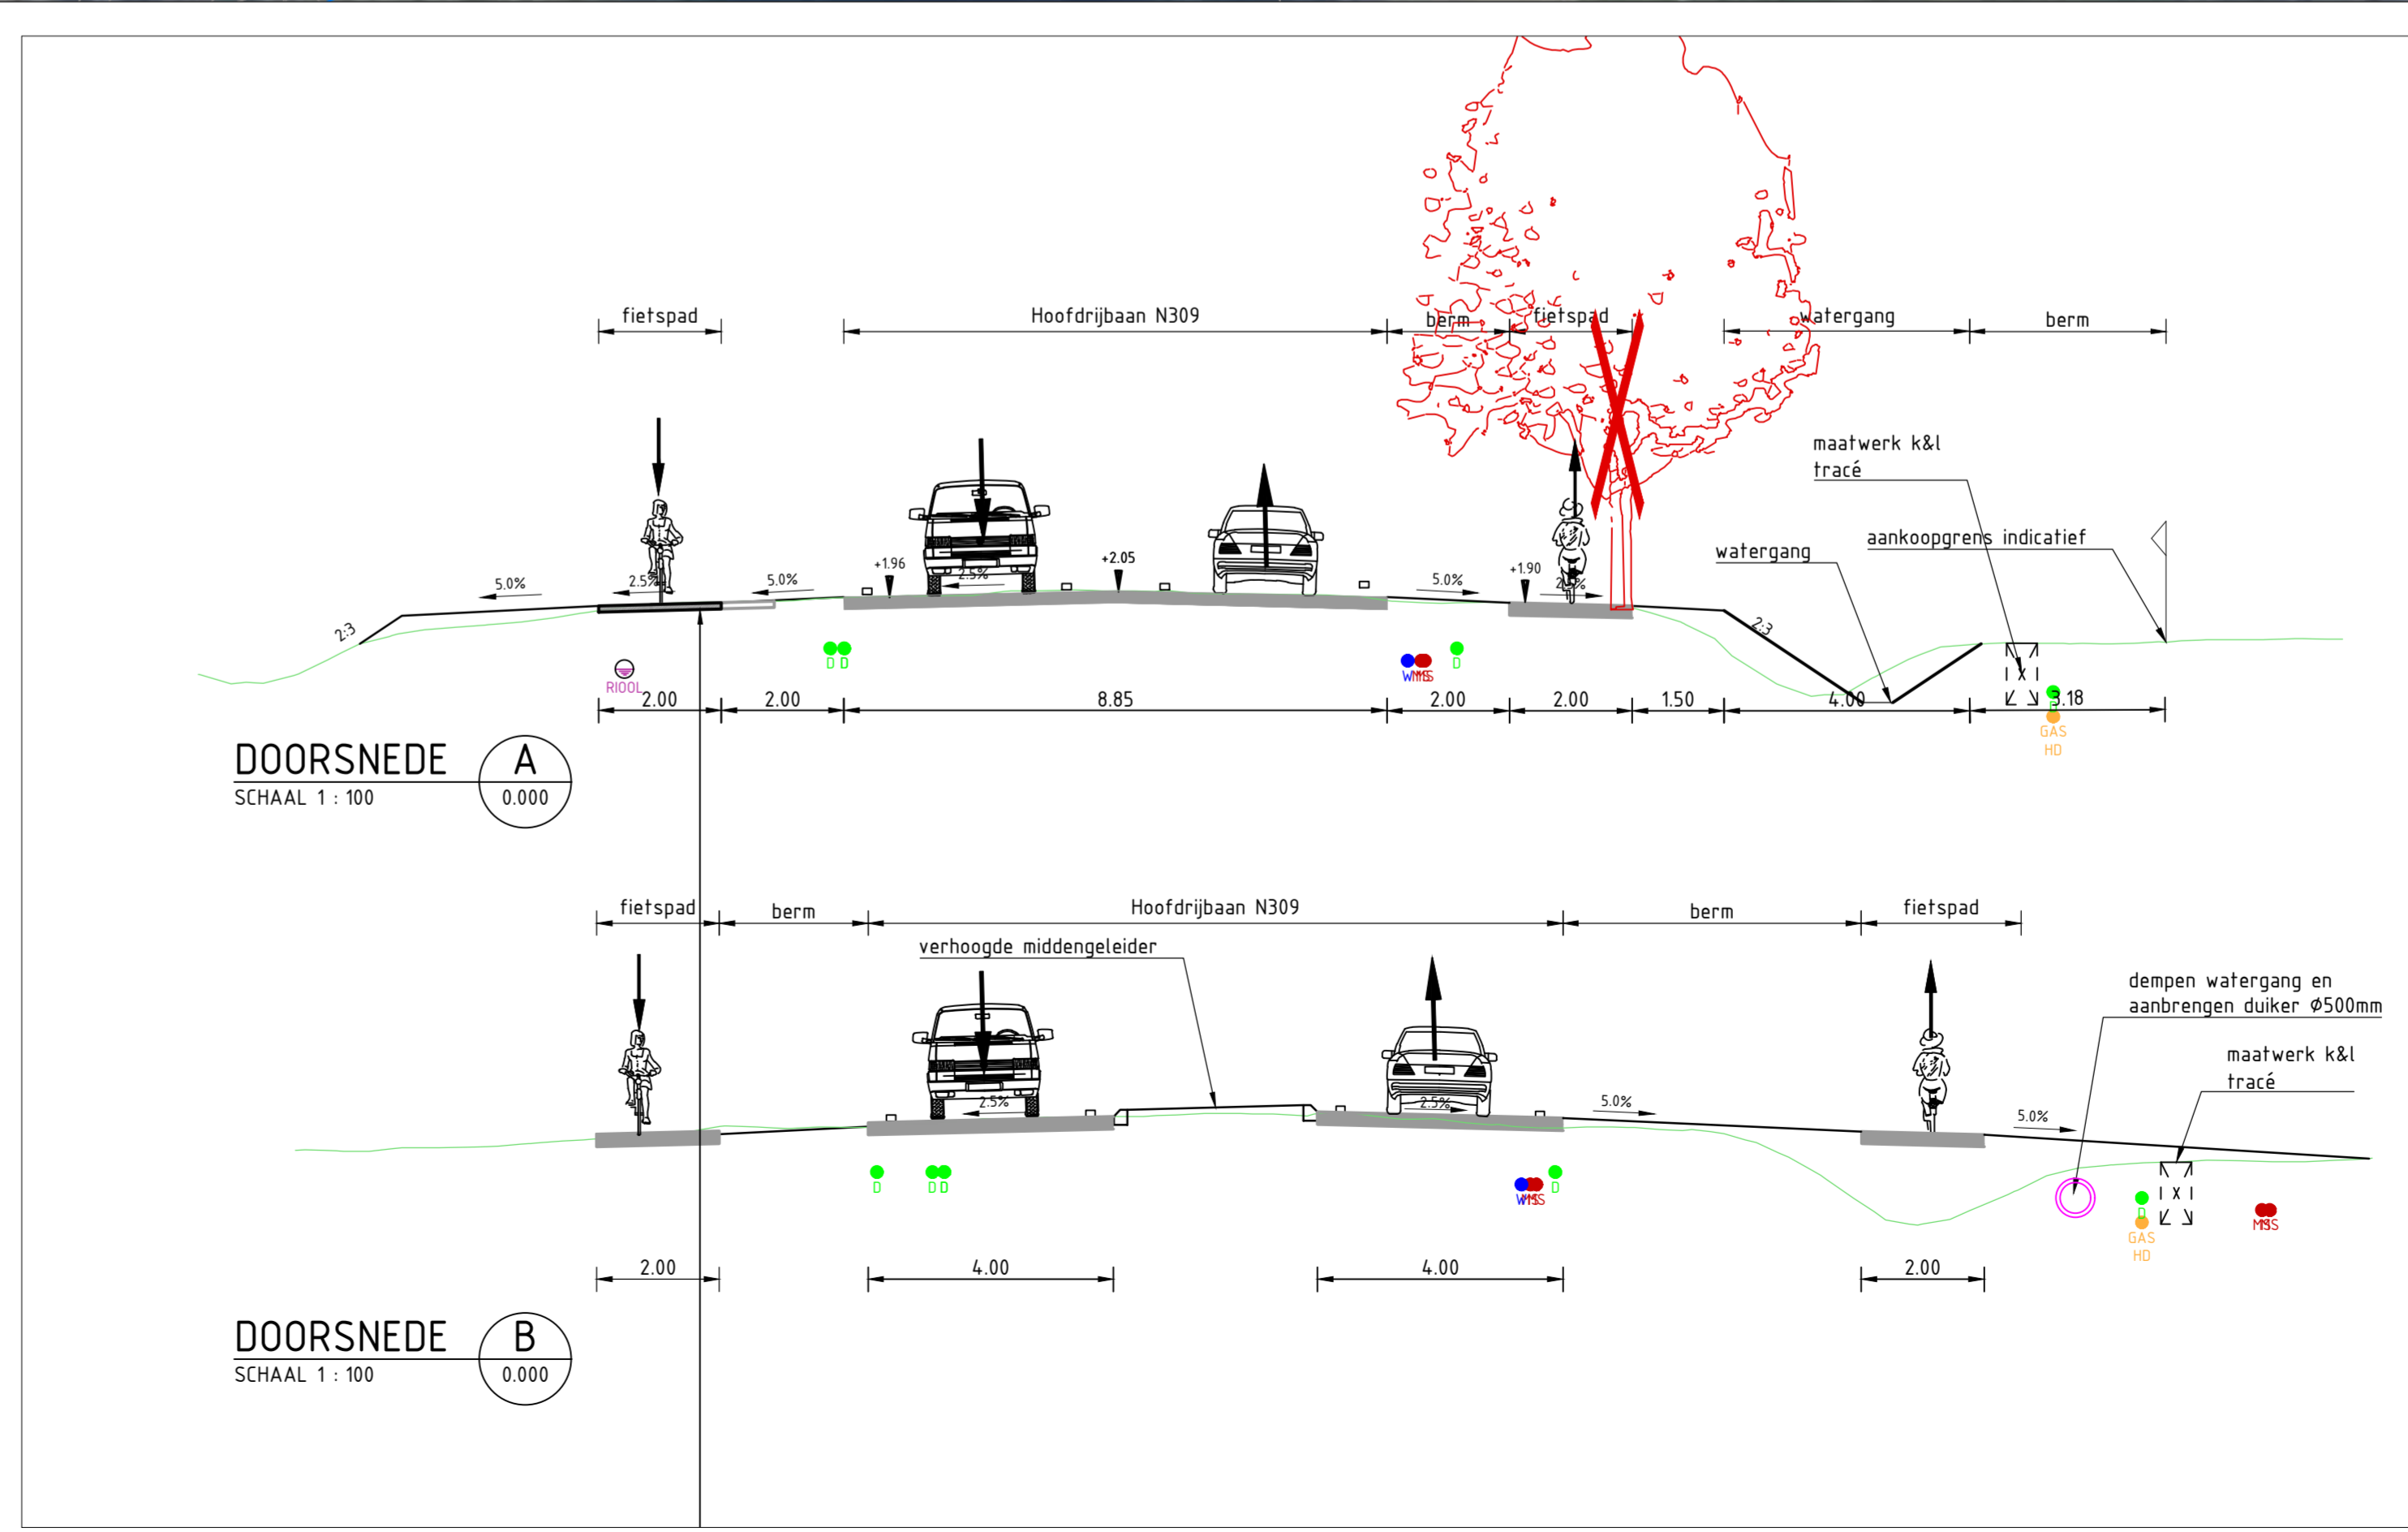 fietspad
Hoofdrijbaan N309
berm
fietspad
watergang
berm
maatwerk k&l
tracé
aankoopgrens indicatief
watergang
5.0%
2.5%
5.0%
+1.96
2.5%
+2.05
5.0%
+1.90
2:3
2:3
D
D
D
RIOOL
W
MS
X
D
GAS
HD
2.00
2.00
8.85
2.00
2.00
1.50
4.00
3.18
DOORSNEDE
A
SCHAAL 1 : 100
0.000
fietspad
berm
Hoofdrijbaan N309
berm
fietspad
verhoogde middengeleider
dempen watergang en
aanbrengen duiker Ø500mm
maatwerk k&l
tracé
2.5%
2.5%
5.0%
5.0%
D
D
D
W
MS
D
D
X
GAS
HD
MS
2.00
4.00
4.00
2.00
DOORSNEDE
B
SCHAAL 1 : 100
0.000